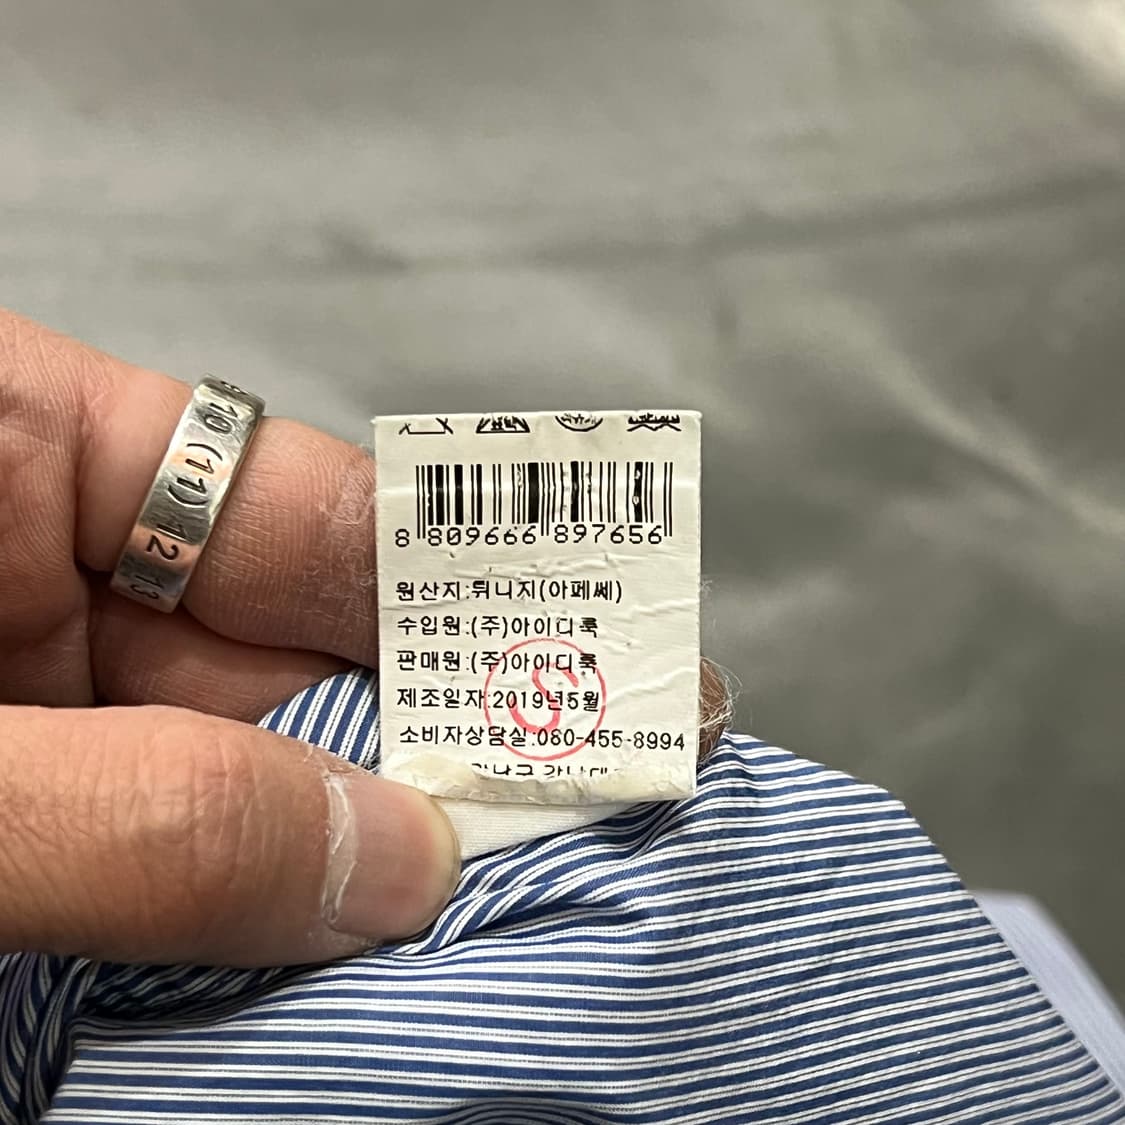 10 (11) 12 13
8 809666 897656
원산지:튀니지(아페쎄)
수입원:(주)아이디룩
판매원:(주)아이디룩
제조일자:2019년5월
소비자상담실:080-455-8994
S